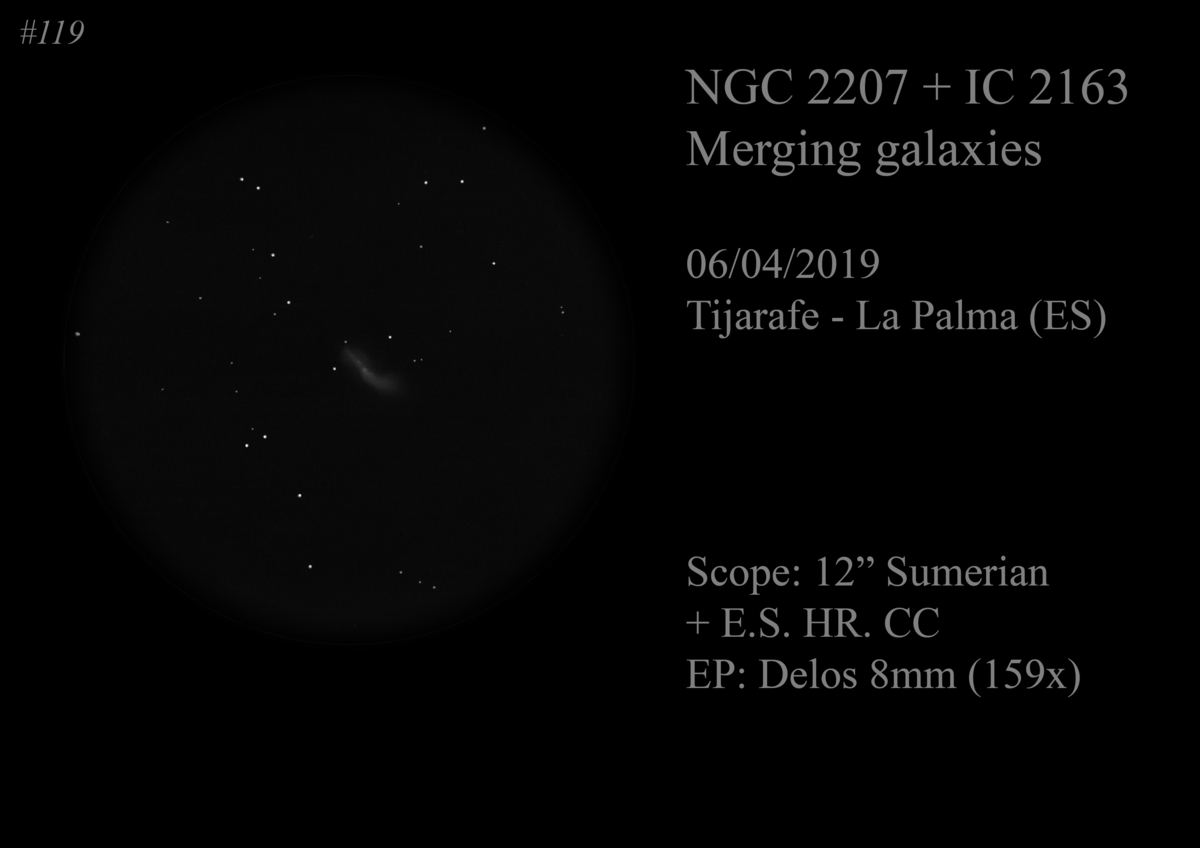 #119
NGC 2207 + IC 2163
Merging galaxies
06/04/2019
Tijarafe - La Palma (ES)
Scope: 12” Sumerian
+ E.S. HR. CC
EP: Delos 8mm (159x)